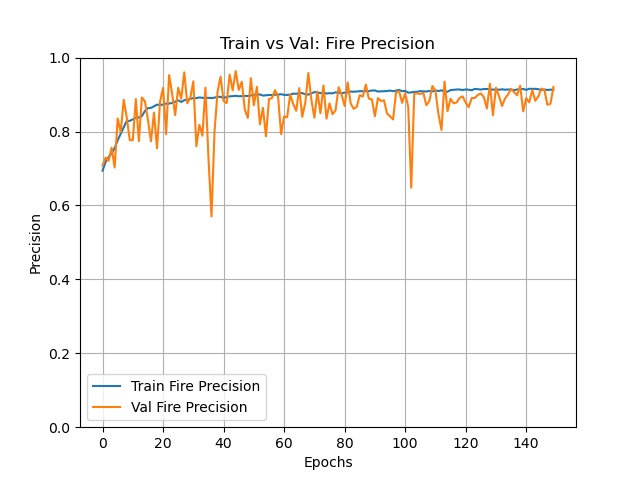 Train vs Val: Fire Precision
1.0
0.8
0.6
0.4
0.2
0.0
Precision
Train Fire Precision
Val Fire Precision
0 20 40 60 80 100 120 140
Epochs